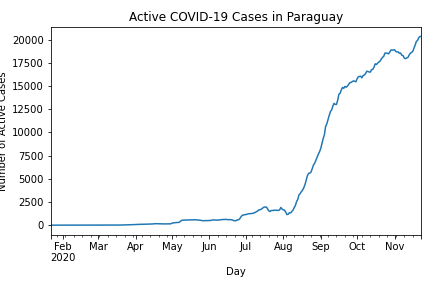 Active COVID-19 Cases in Paraguay
Number of Active Cases
20000
17500
15000
12500
10000
7500
5000
2500
0
Feb Mar Apr May Jun Jul Aug Sep Oct Nov
2020
Day